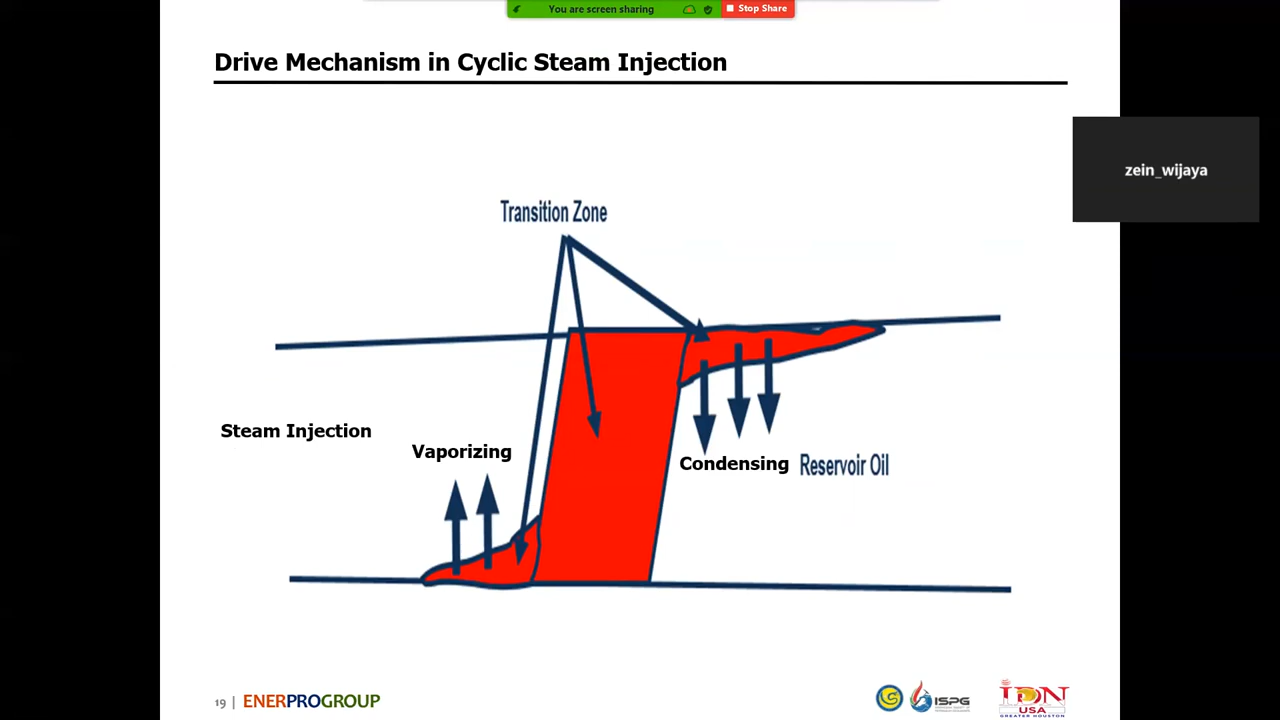 You are screen sharing
Stop Share
Drive Mechanism in Cyclic Steam Injection
zein_wijaya
Transition Zone
Steam Injection
Vaporizing
Condensing Reservoir Oil
19 | ENERPROGROUP
ISPG
IDN
USA
GREATER HOUSTON